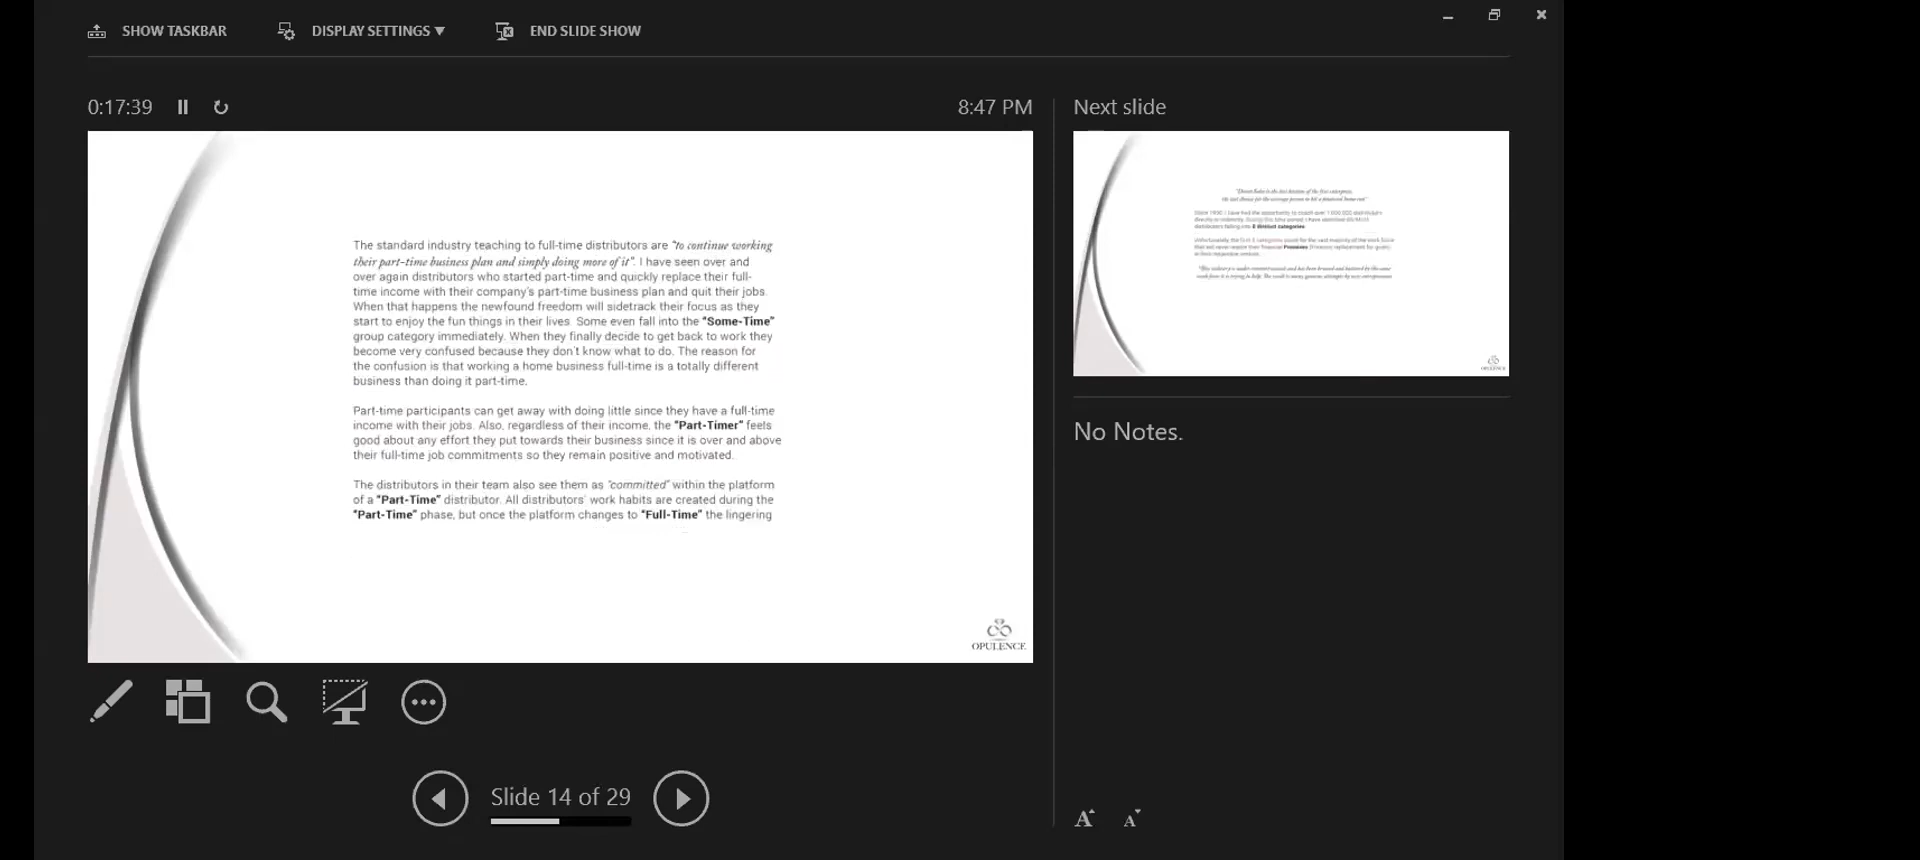 SHOW TASKBAR
DISPLAY SETTINGS ▼
END SLIDE SHOW
0:17:39
8:47 PM
The standard industry teaching to full-time distributors are "to continue working
their part-time business plan and simply doing more of it". I have seen over and
over again distributors who started part-time and quickly replace their full-
time income with their company's part-time business plan and quit their jobs.
When that happens the newfound freedom will sidetrack their focus as they
start to enjoy the fun things in their lives. Some even fall into the "Some-Time"
group category immediately. When they finally decide to get back to work they
become very confused because they don't know what to do. The reason for
the confusion is that working a home business full-time is a totally different
business than doing it part-time.
Part-time participants can get away with doing little since they have a full-time
income with their jobs. Also, regardless of their income, the "Part-Timer" feels
good about any effort they put towards their business since it is over and above
their full-time job commitments so they remain positive and motivated.
The distributors in their team also see them as "committed" within the platform
of a "Part-Time" distributor. All distributors' work habits are created during the
"Part-Time" phase, but once the platform changes to "Full-Time" the lingering
OPULENCE
Slide 14 of 29
Next slide
OPULENCE
No Notes.
A
A